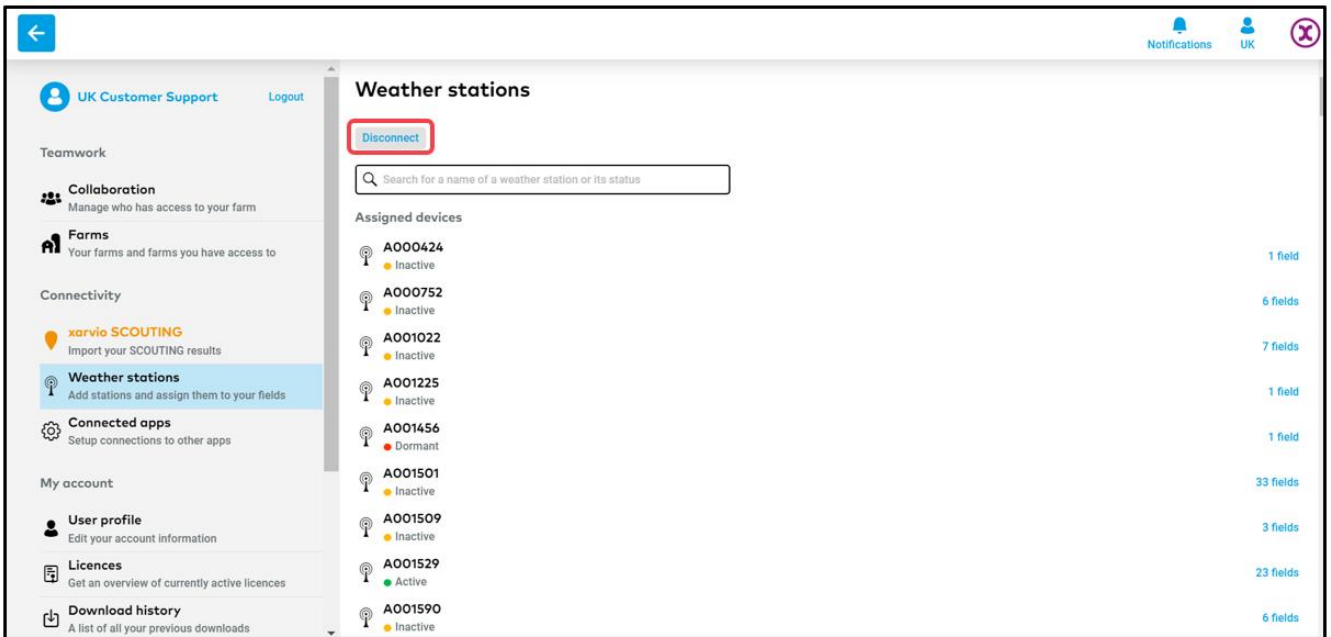 Notifications
UK
UK Customer Support Logout
Teamwork
Collaboration
Manage who has access to your farm
Farms
Your farms and farms you have access to
Connectivity
xarvio SCOUTING
Import your SCOUTING results
Weather stations
Add stations and assign them to your fields
Connected apps
Setup connections to other apps
My account
User profile
Edit your account information
Licences
Get an overview of currently active licences
Download history
A list of all your previous downloads
Weather stations
Disconnect
Search for a name of a weather station or its status
Assigned devices
A000424
Inactive
1 field
A000752
Inactive
6 fields
A001022
Inactive
7 fields
A001225
Inactive
1 field
A001456
Dormant
1 field
A001501
Inactive
33 fields
A001509
Inactive
3 fields
A001529
Active
23 fields
A001590
Inactive
6 fields